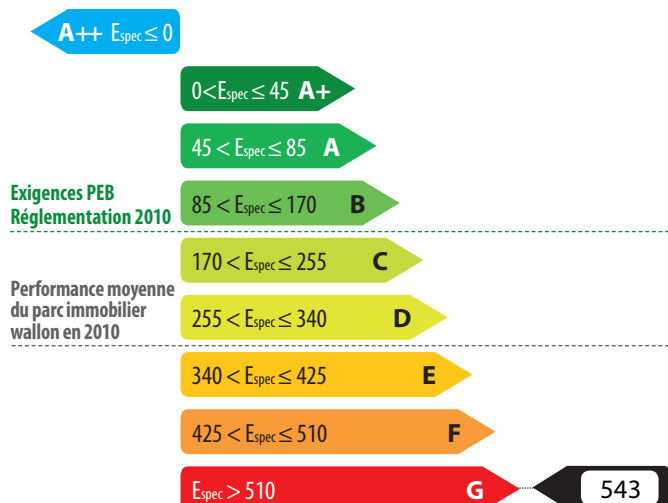 A++ Espec ≤ 0
0<Espec ≤ 45 A+
45 < Espec ≤ 85 A
Exigences PEB
Réglementation 2010
85 < Espec ≤ 170 B
170 < Espec ≤ 255 C
Performance moyenne
du parc immobilier
wallon en 2010
255 < Espec ≤ 340 D
340 < Espec ≤ 425 E
425 < Espec ≤ 510 F
Espec > 510 G 543